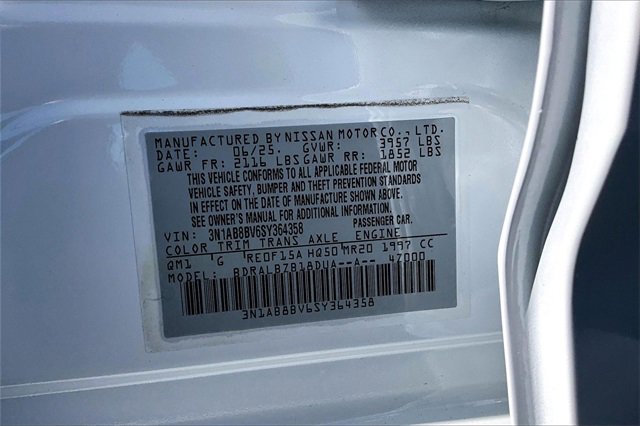 MANUFACTURED BY NISSAN MOTOR CO., LTD.
DATE: 06/25. GVWR: 3957 LBS
GAWR FR: 2116 LBS GAWR RR: 1852 LBS
THIS VEHICLE CONFORMS TO ALL APPLICABLE FEDERAL MOTOR
VEHICLE SAFETY, BUMPER AND THEFT PREVENTION STANDARDS
IN EFFECT ON THE DATE OF MANUFACTURE SHOWN ABOVE.
SEE OWNER'S MANUAL FOR ADDITIONAL INFORMATION.
VIN: 3N1AB8BV6SY364358 PASSENGER CAR.
COLOR TRIM TRANS AXLE ENGINE
QM1 G RE0F15A HQ50 MR20 1997 CC
MODEL: BDRALBZB18DUA--A-- 4Z000
3N1AB8BV6SY364358